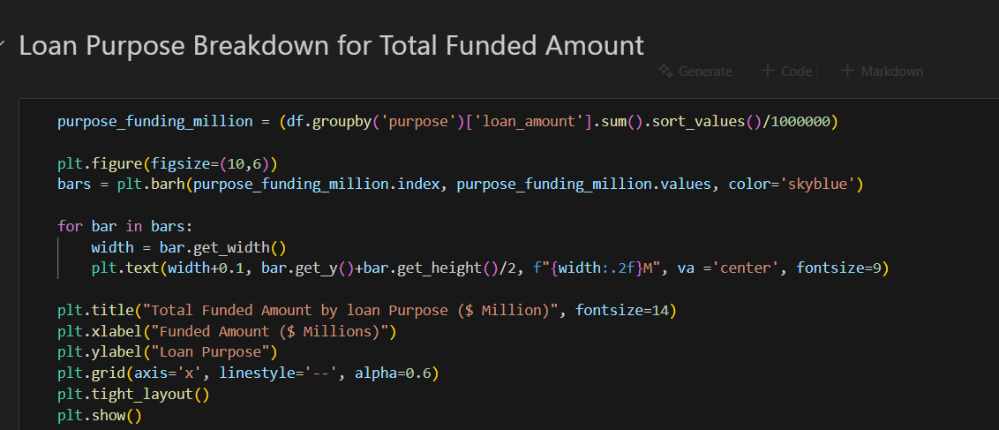 Loan Purpose Breakdown for Total Funded Amount
Generate + Code + Markdown
purpose_funding_million = (df.groupby('purpose')['loan_amount'].sum().sort_values()/1000000)
plt.figure(figsize=(10,6))
bars = plt.barh(purpose_funding_million.index, purpose_funding_million.values, color='skyblue')
for bar in bars:
    width = bar.get_width()
    plt.text(width+0.1, bar.get_y()+bar.get_height()/2, f"{width:.2f}M", va ='center', fontsize=9)
plt.title("Total Funded Amount by loan Purpose ($ Million)", fontsize=14)
plt.xlabel("Funded Amount ($ Millions)")
plt.ylabel("Loan Purpose")
plt.grid(axis='x', linestyle='--', alpha=0.6)
plt.tight_layout()
plt.show()